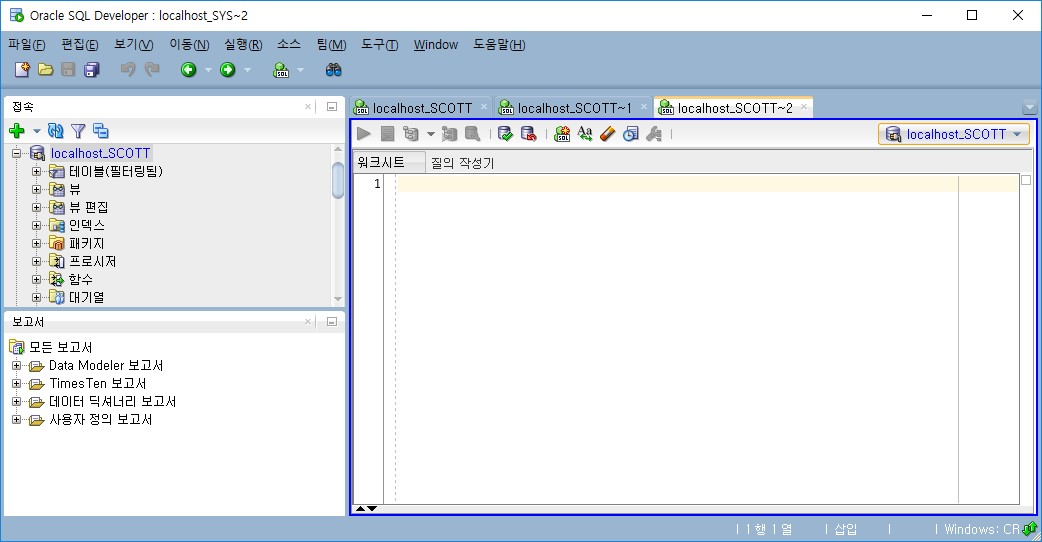 Oracle SQL Developer : localhost_SYS~2
파일(F) 편집(E) 보기(V) 이동(N) 실행(R) 소스 팀(M) 도구(T) Window 도움말(H)
접속
localhost_SCOTT
테이블(필터링됨)
뷰
뷰 편집
인덱스
패키지
프로시저
함수
대기열
보고서
모든 보고서
Data Modeler 보고서
TimesTen 보고서
데이터 딕셔너리 보고서
사용자 정의 보고서
localhost_SCOTT localhost_SCOTT~1 localhost_SCOTT~2
SQL Aa localhost_SCOTT
워크시트 질의 작성기
1
1 행 1 열 삽입 Windows: CR